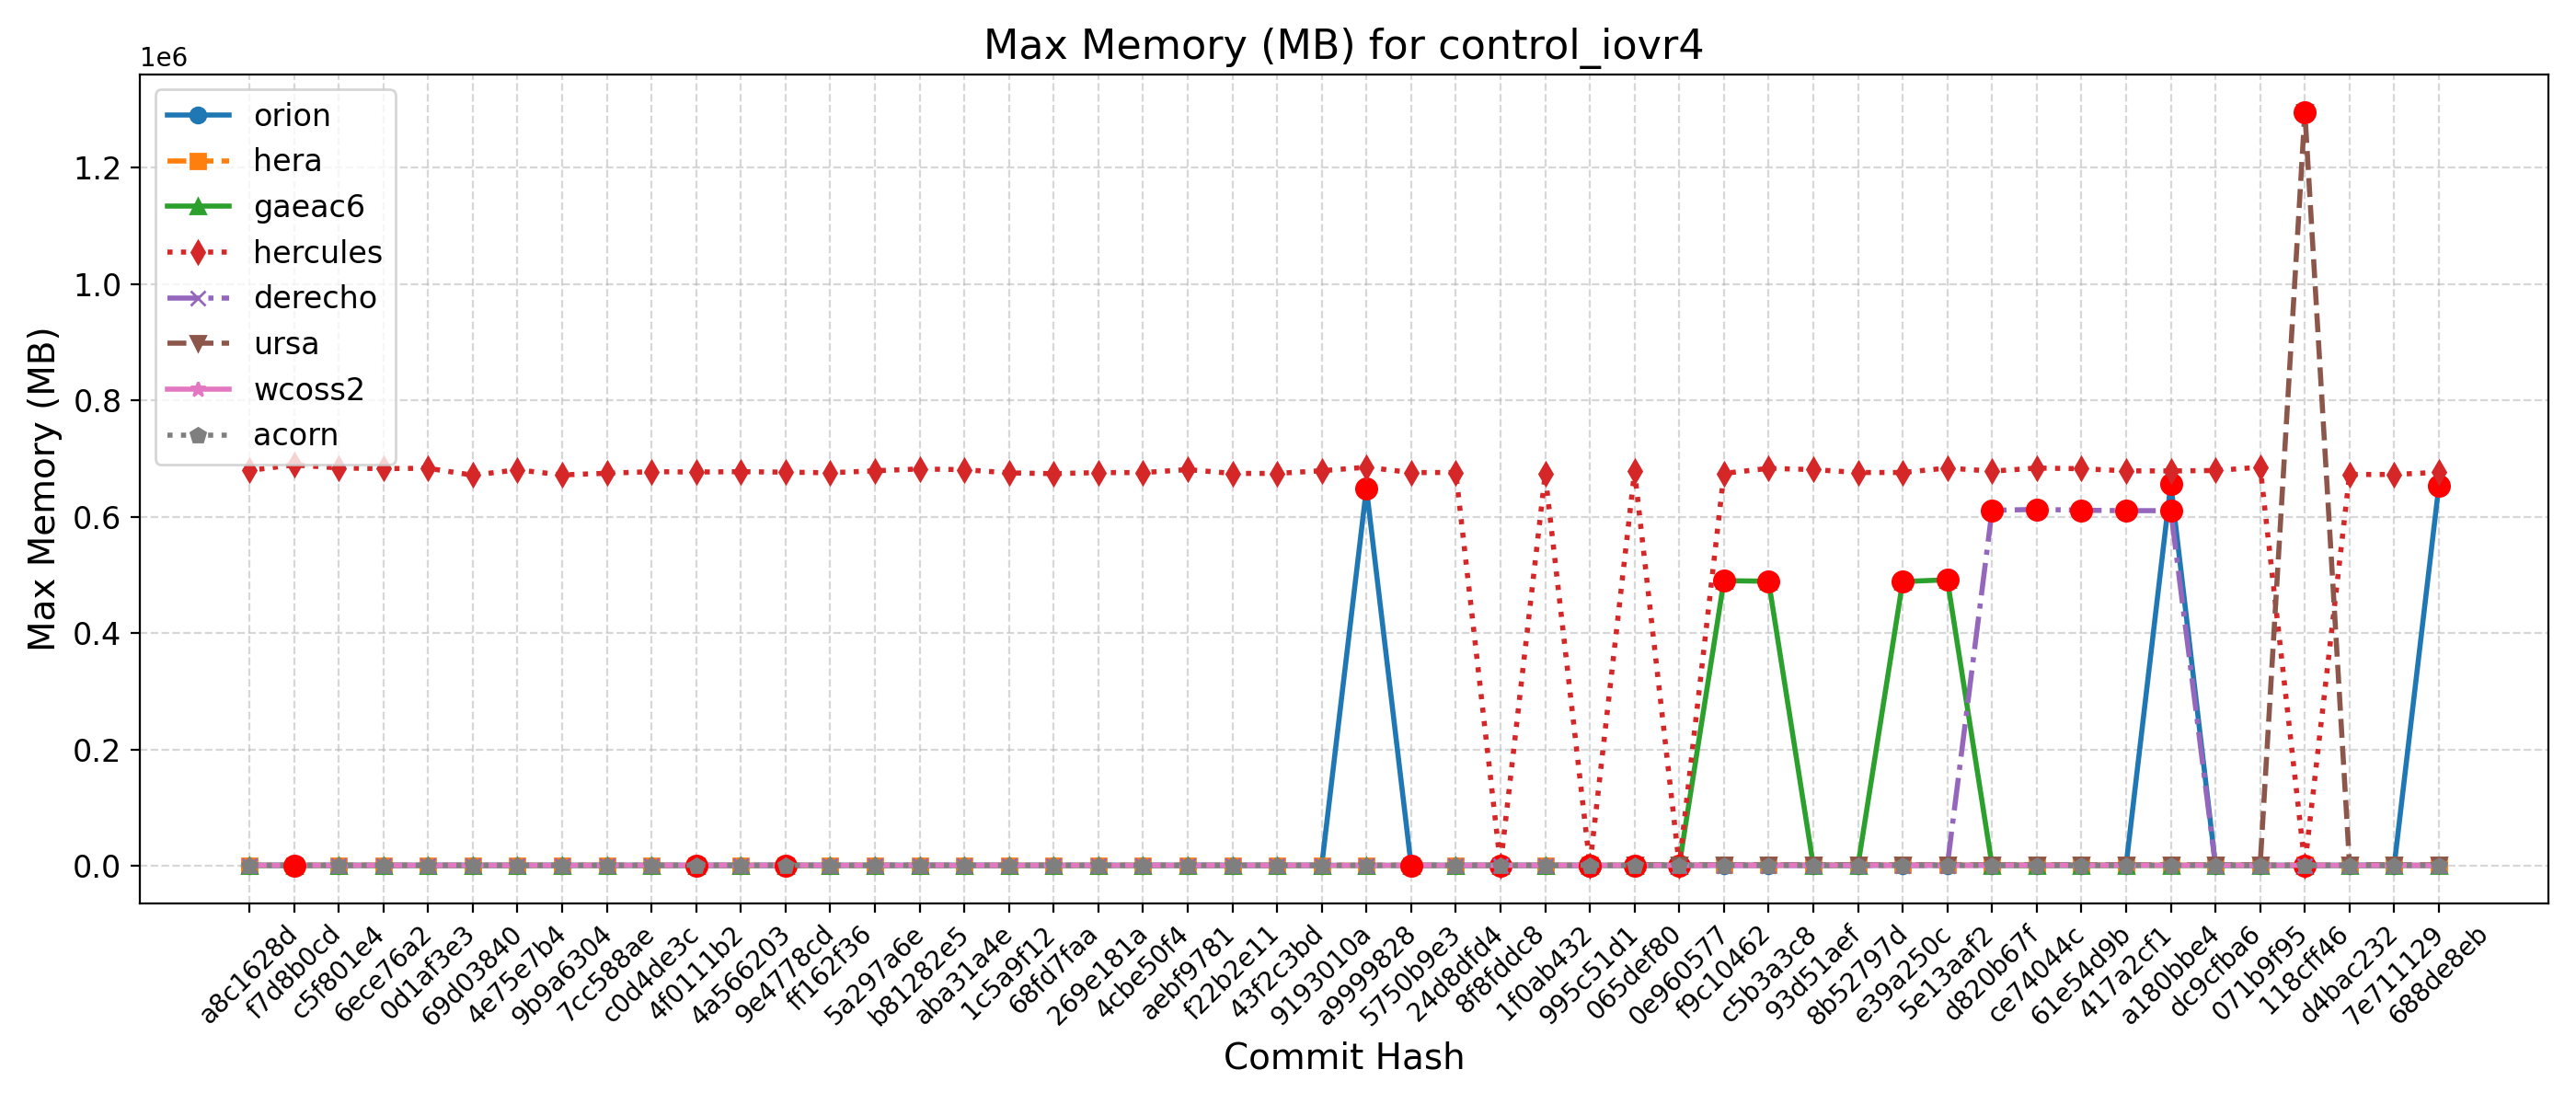 Max Memory (MB) for control_iovr4
1e6
orion
hera
gaeac6
hercules
derecho
ursa
wcoss2
acorn
Max Memory (MB)
1.2
1.0
0.8
0.6
0.4
0.2
0.0
a8c1628d
f7d8b0cd
c5f801e4
6ece76a2
0d1af3e3
69d03840
4e75e7b4
9b9a6304
7cc588ae
c0d4de3c
4f0111b2
4a566203
9e4778cd
ff162f36
5a297a6e
b81282e5
aba31a4e
1c5a9f12
68fd7faa
269e181a
4cbe50f4
aebf9781
f22b2e11
43f2c3bd
9193010a
a9999828
5750b9e3
24d8dfd4
8f8fddc8
1f0ab432
995c51d1
065def80
0e960577
f9c10462
c5b3a3c8
93d51aef
8b52797d
e39a250c
5e13aaf2
d820b67f
ce74044c
61e54d9b
417a2cf1
a180bbe4
dc9cfba6
071b9f95
118cff46
d4bac232
7e711129
688de8eb
Commit Hash